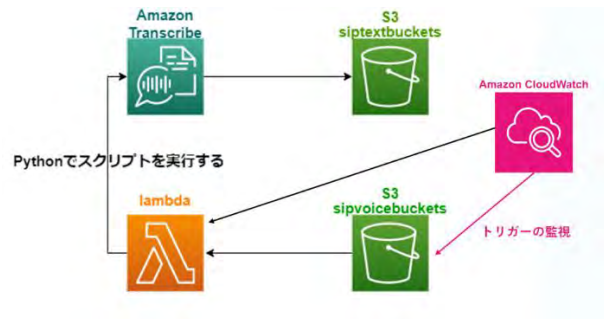 Amazon
Transcribe
S3
siptextbuckets
Amazon CloudWatch
Pythonでスクリプトを実行する
lambda
S3
sipvoicebuckets
トリガーの監視